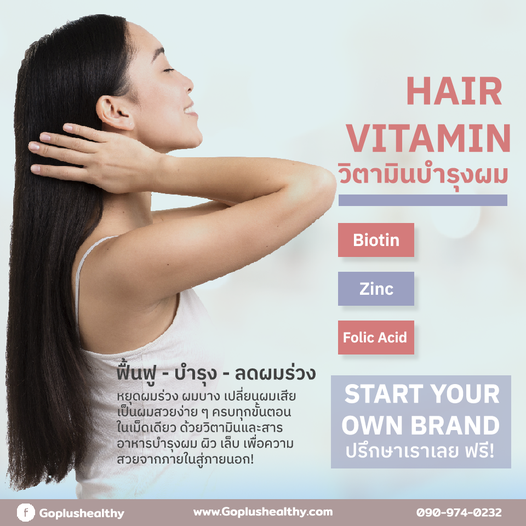 HAIR
VITAMIN
วิตามินบำรุงผม
Biotin
Zinc
Folic Acid
ฟื้นฟู - บำรุง - ลดผมร่วง
หยุดผมร่วง ผมบาง เปลี่ยนผมเสีย
เป็นผมสวยง่าย ๆ ครบทุกขั้นตอน
ในเม็ดเดียว ด้วยวิตามินและสาร
อาหารบำรุงผม ผิว เล็บ เพื่อความ
สวยจากภายในสู่ภายนอก!
START YOUR
OWN BRAND
ปรึกษาเราเลย ฟรี!
f Goplushealthy
www.Goplushealthy.com
090-974-0232